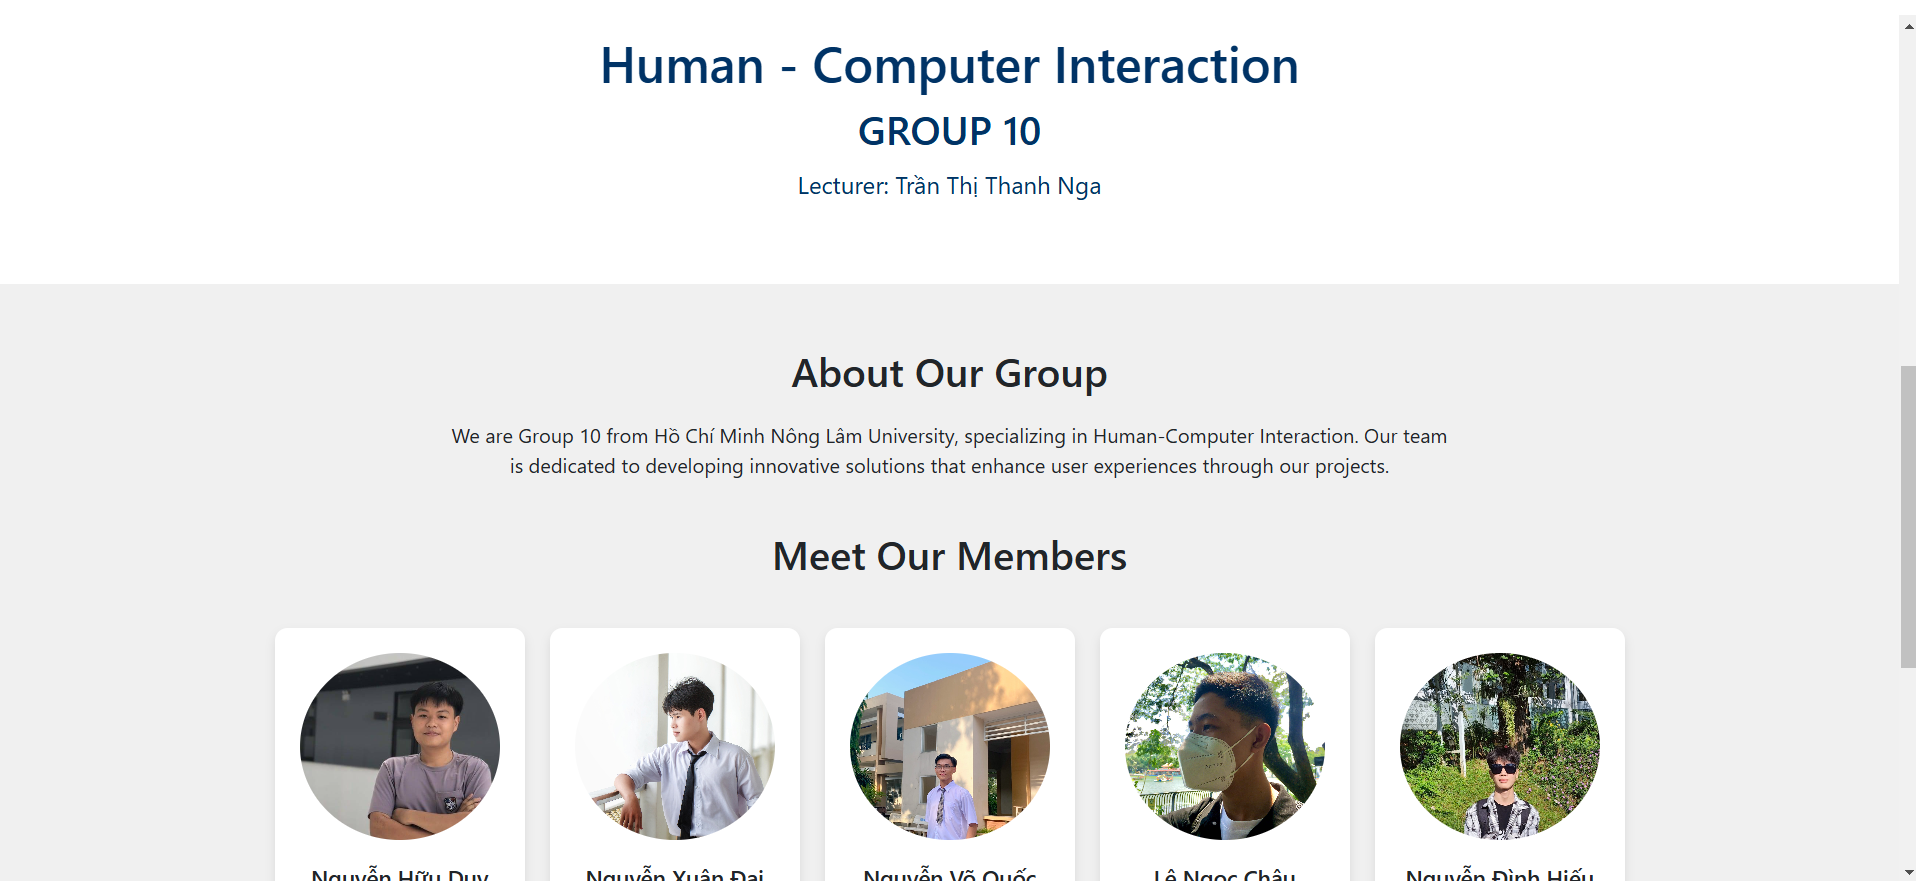 Human - Computer Interaction
GROUP 10
Lecturer: Trần Thị Thanh Nga
About Our Group
We are Group 10 from Hồ Chí Minh Nông Lâm University, specializing in Human-Computer Interaction. Our team
is dedicated to developing innovative solutions that enhance user experiences through our projects.
Meet Our Members
Nguyễn Hữu Duy
Nguyễn Xuân Đại
Nguyễn Võ Quốc
Lê Ngọc Châu
Nguyễn Đình Hiếu